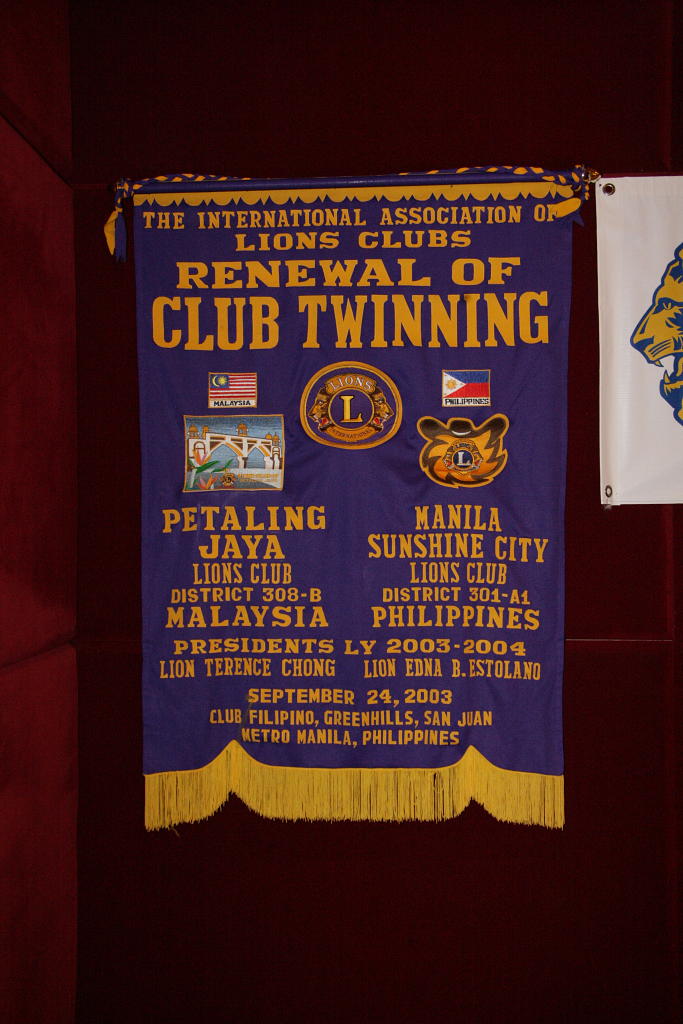 THE INTERNATIONAL ASSOCIATION OF
LIONS CLUBS
RENEWAL OF
CLUB TWINNING
MALAYSIA
PHILIPPINES
LIONS
L
INTERNATIONAL
L
PETALING
JAYA
LIONS CLUB
DISTRICT 308-B
MALAYSIA
MANILA
SUNSHINE CITY
LIONS CLUB
DISTRICT 301-A1
PHILIPPINES
PRESIDENTS LY 2003-2004
LION TERENCE CHONG LION EDNA B. ESTOLANO
SEPTEMBER 24, 2003
CLUB FILIPINO, GREENHILLS, SAN JUAN
METRO MANILA, PHILIPPINES